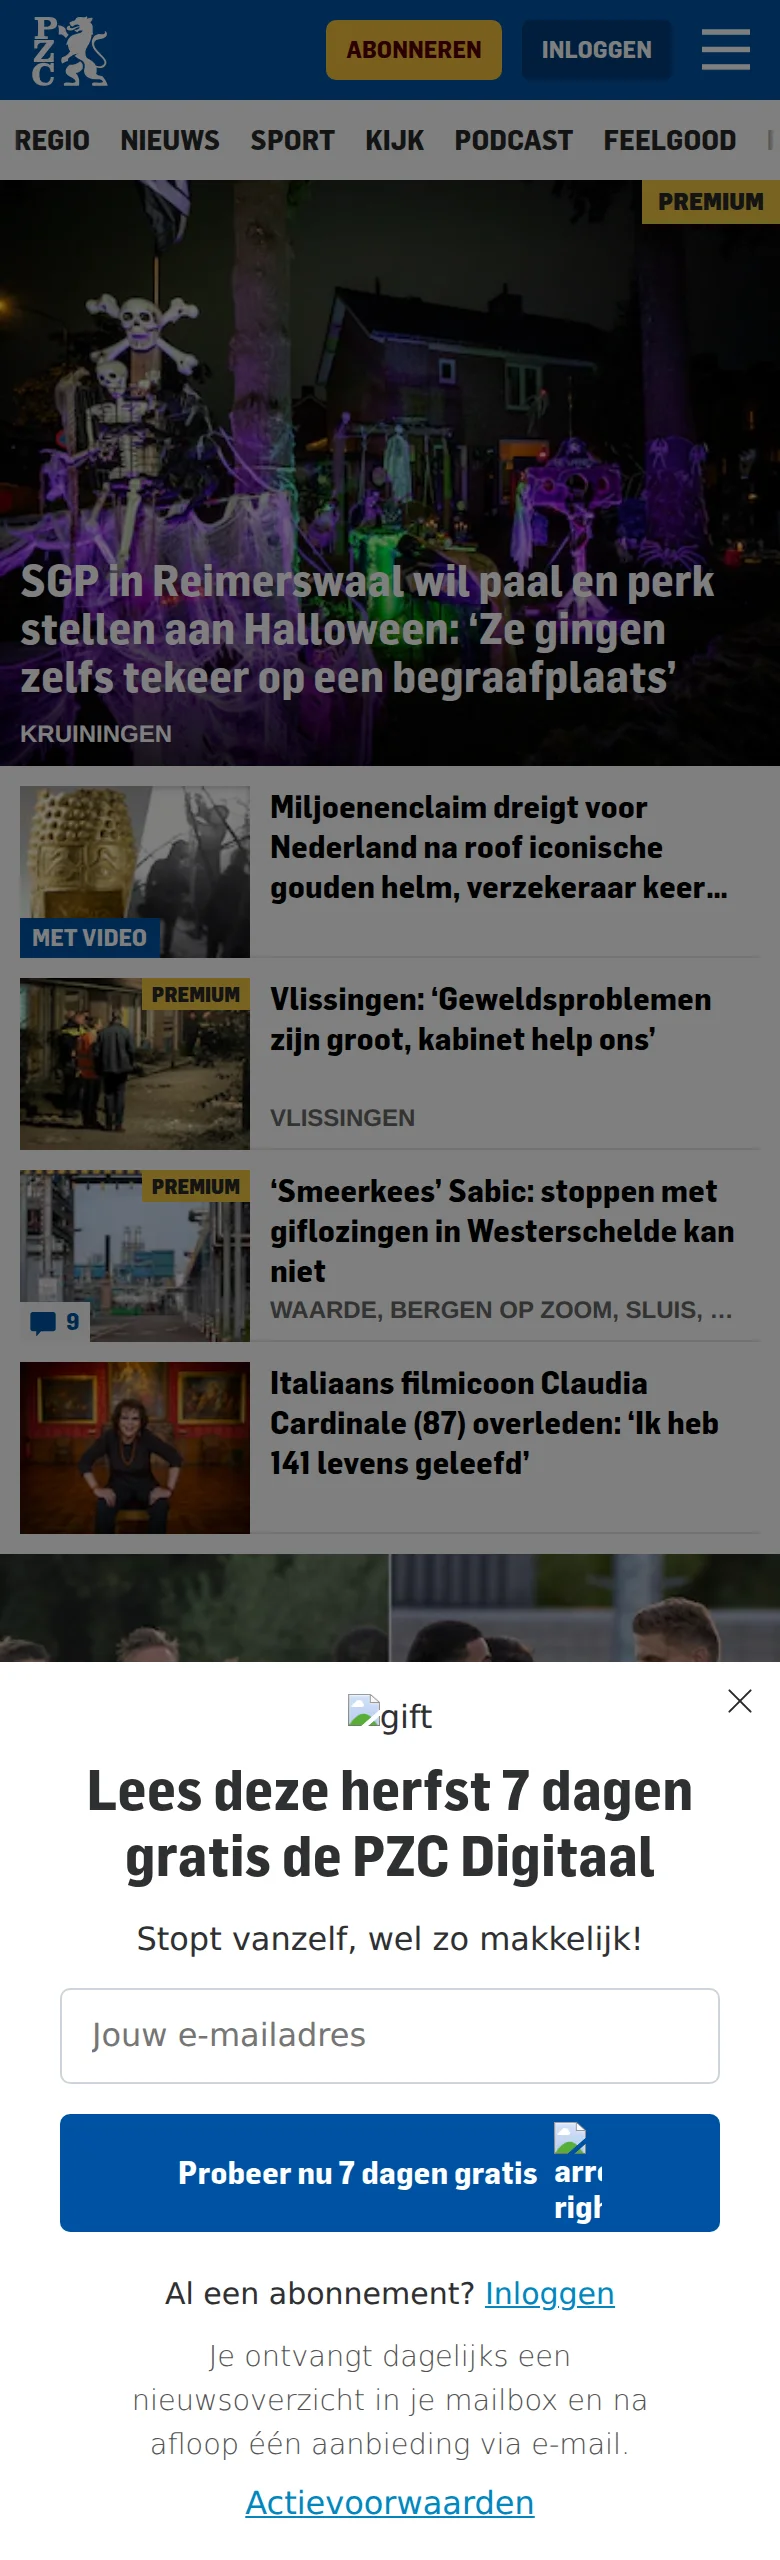 PZC
ABONNEREN
INLOGGEN
REGIO NIEUWS SPORT KIJK PODCAST FEELGOOD
PREMIUM
SGP in Reimerswaal wil paal en perk
stellen aan Halloween: ‘Ze gingen
zelfs tekeer op een begraafplaats’
KRUININGEN
Miljoenenclaim dreigt voor
Nederland na roof iconische
gouden helm, verzekeraar keer...
MET VIDEO
PREMIUM
Vlissingen: ‘Geweldsproblemen
zijn groot, kabinet help ons’
VLISSINGEN
PREMIUM
‘Smeerkees’ Sabic: stoppen met
giflozingen in Westerschelde kan
niet
WAARDE, BERGEN OP ZOOM, SLUIS, ...
9
Italiaans filmicoon Claudia
Cardinale (87) overleden: ‘Ik heb
141 levens geleefd’
gift
Lees deze herfst 7 dagen
gratis de PZC Digitaal
Stopt vanzelf, wel zo makkelijk!
Jouw e-mailadres
Probeer nu 7 dagen gratis
Al een abonnement? Inloggen
Je ontvangt dagelijks een
nieuwsoverzicht in je mailbox en na
afloop één aanbieding via e-mail.
Actievoorwaarden